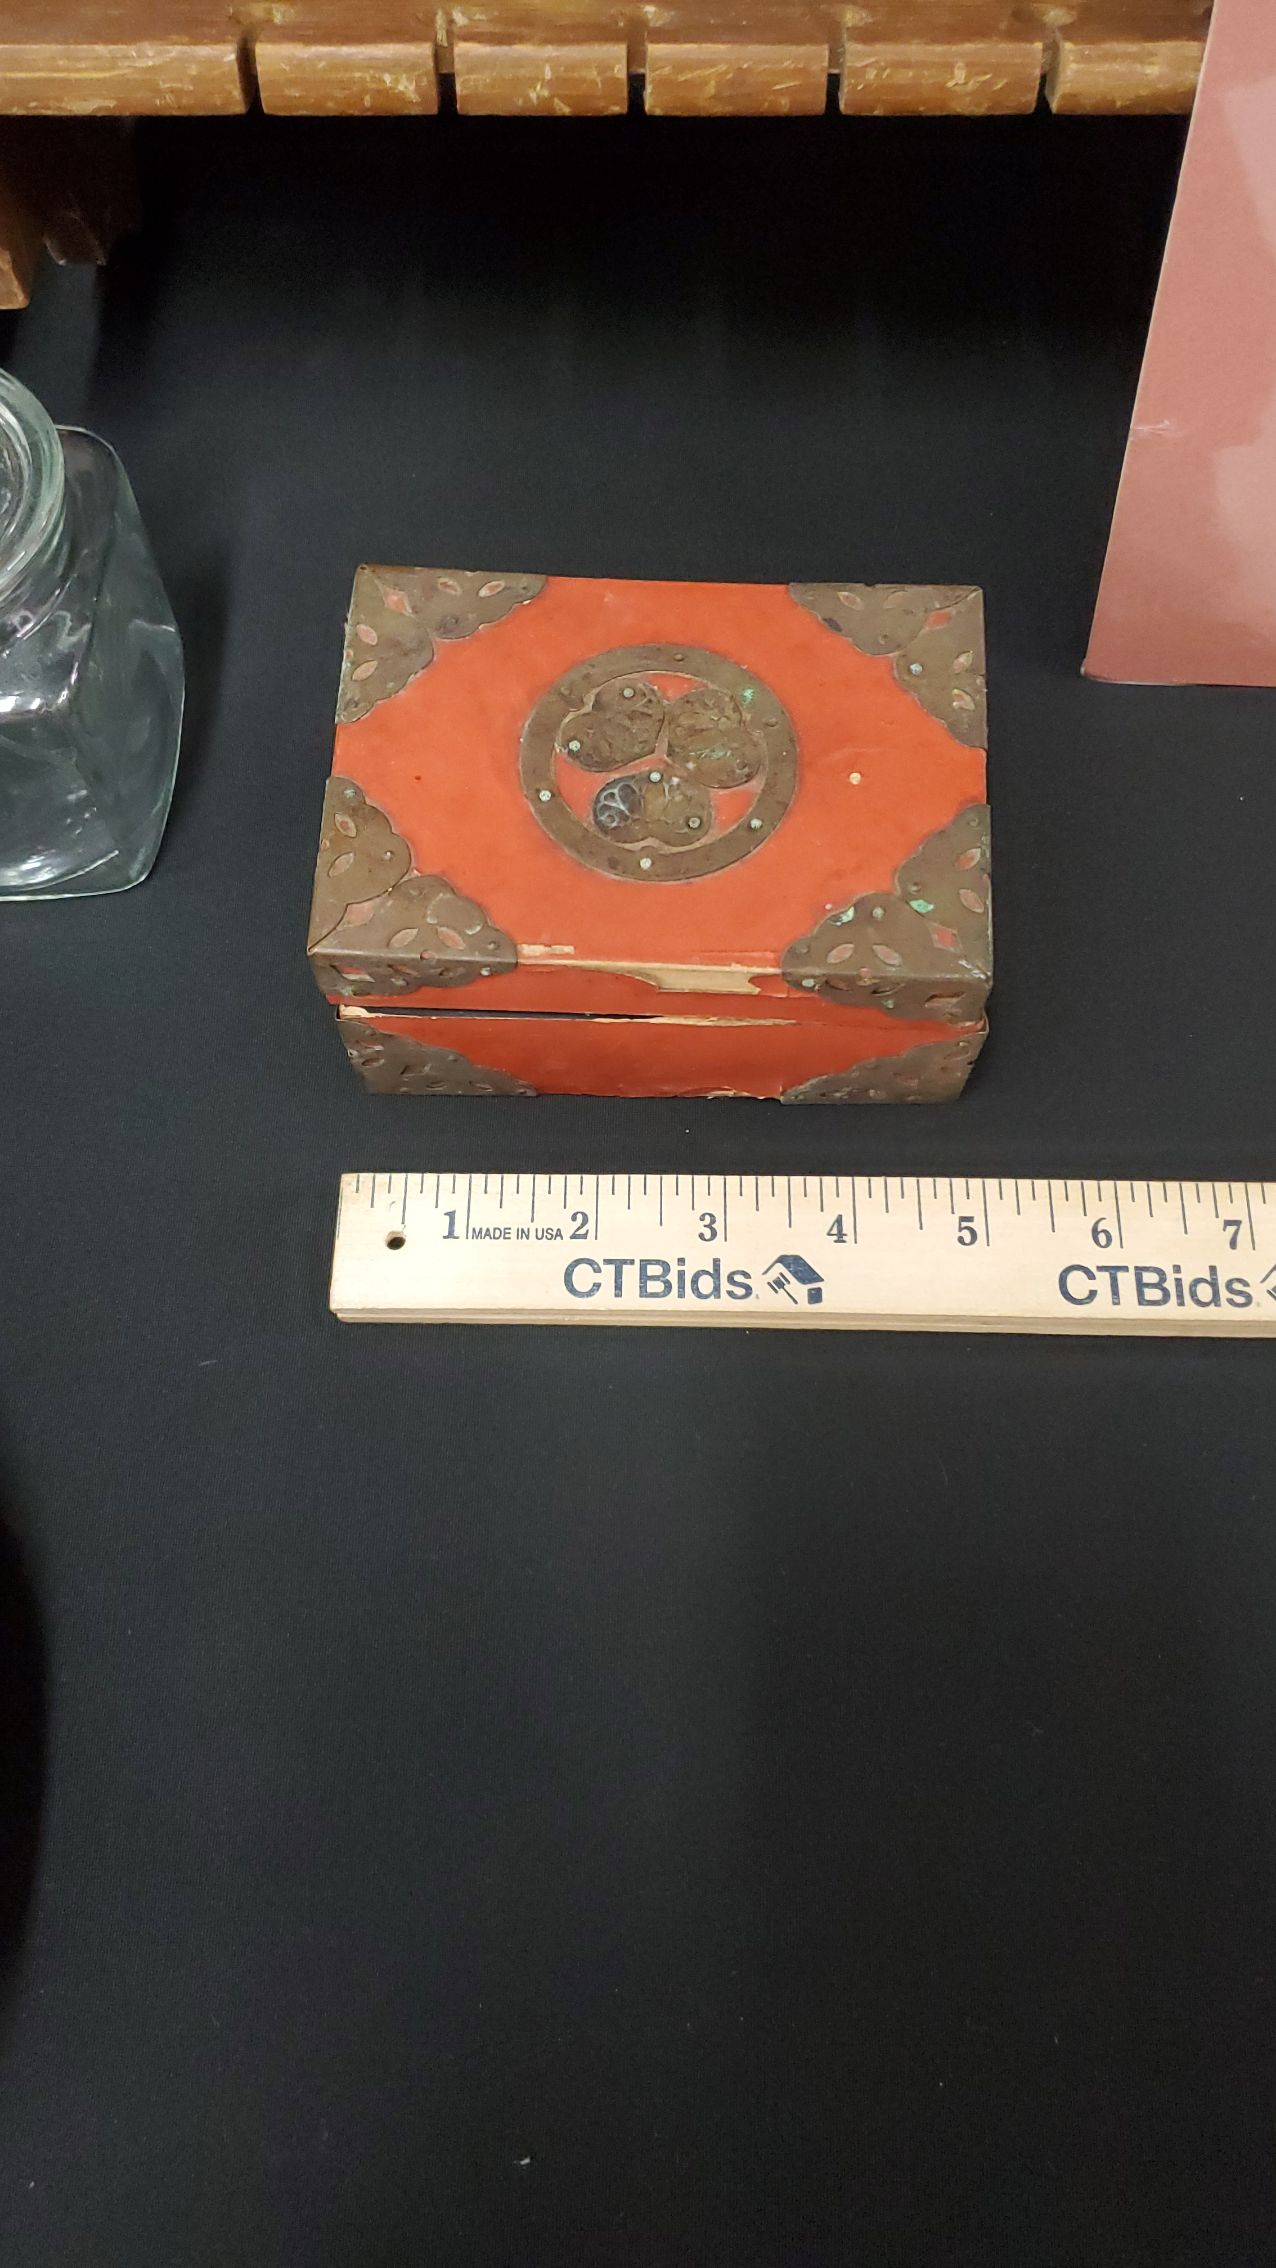 1 MADE IN USA 2 3 4 5 6 7
CTBids. CTBids